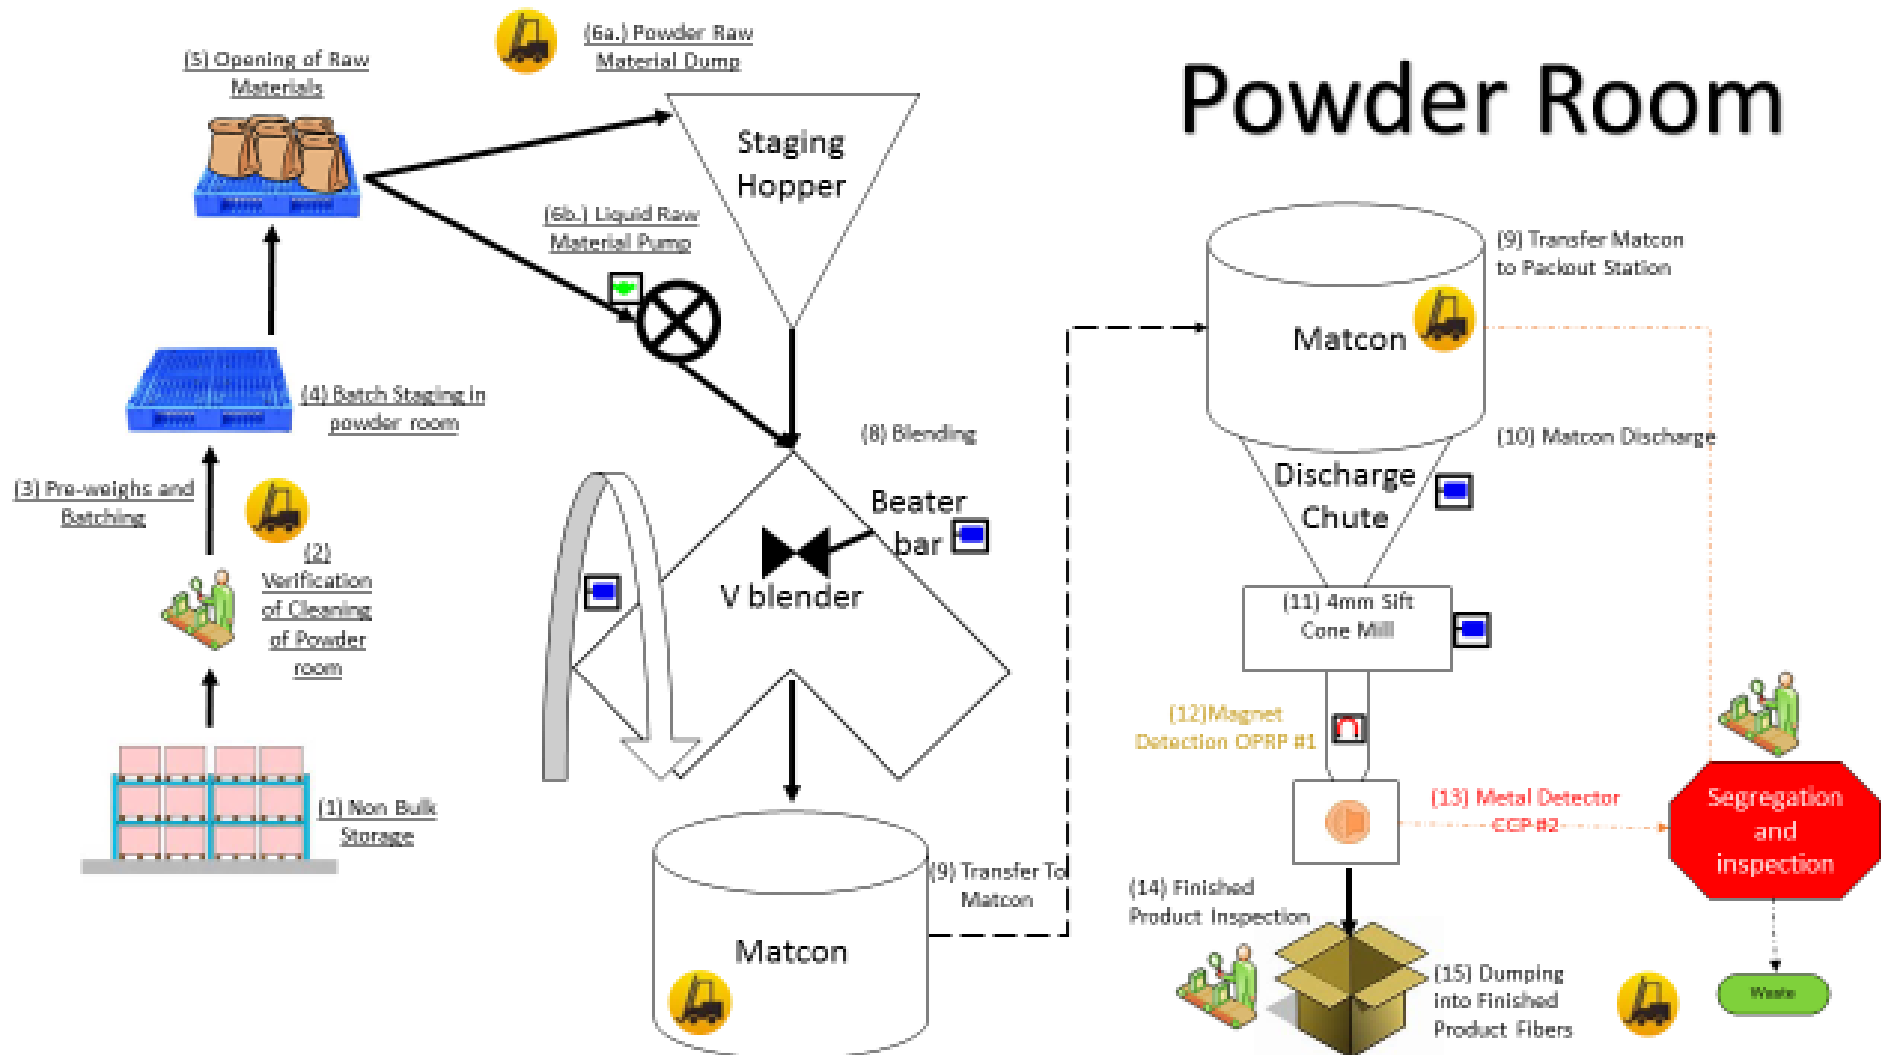 Powder Room
(5) Opening of Raw
Materials
(6a.) Powder Raw
Material Dump
Staging
Hopper
(6b.) Liquid Raw
Material Pump
(4) Batch Staging in
powder room
(3) Pre-weighs and
Batching
(2)
Verification
of Cleaning
of Powder
room
(1) Non Bulk
Storage
(8) Blending
Beater
bar
V blender
(9) Transfer To
Matcon
Matcon
(9) Transfer Matcon
to Packout Station
Matcon
(10) Matcon Discharge
Discharge
Chute
(11) 4mm Sift
Cone Mill
(12)Magnet
Detection OPRP #1
(13) Metal Detector
CCP #2
Segregation
and
inspection
(14) Finished
Product Inspection
(15) Dumping
into Finished
Product Fibers
Waste